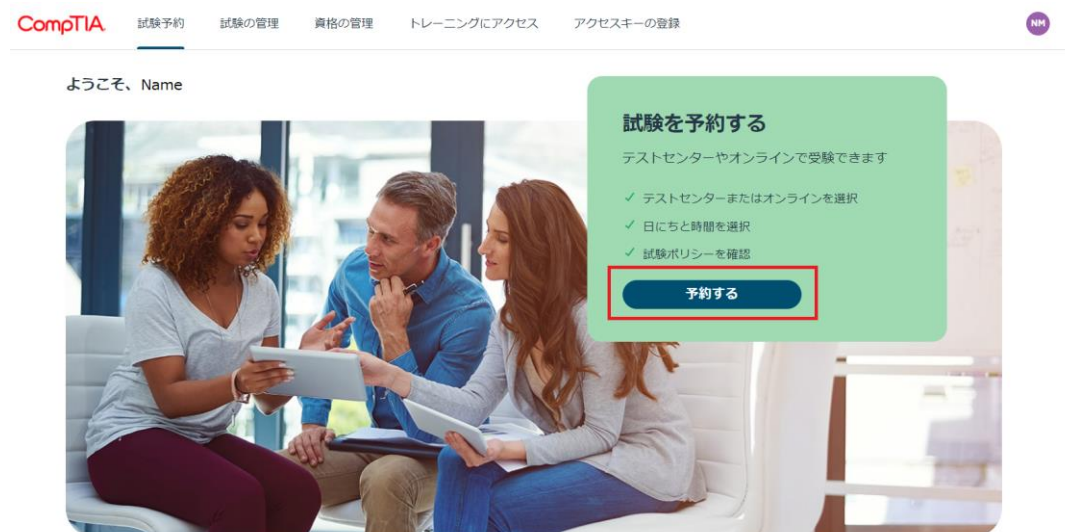 CompTIA. 試験予約 試験の管理 資格の管理 トレーニングにアクセス アクセスキーの登録 NM
ようこそ、Name
試験を予約する
テストセンターやオンラインで受験できます
✓ テストセンターまたはオンラインを選択
✓ 日にちと時間を選択
✓ 試験ポリシーを確認
予約する